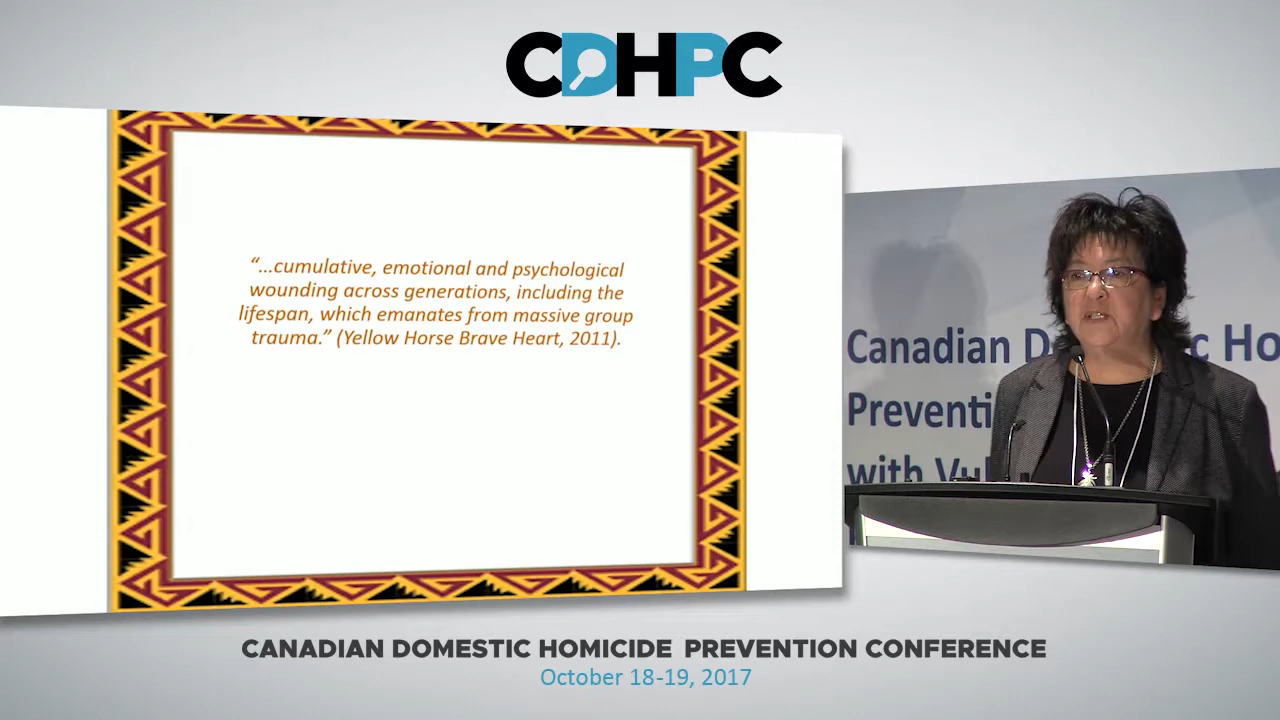 CDHPC
“...cumulative, emotional and psychological
wounding across generations, including the
lifespan, which emanates from massive group
trauma.” (Yellow Horse Brave Heart, 2011).
Canadian D c Ho
Preventi
with Vul
CANADIAN DOMESTIC HOMICIDE PREVENTION CONFERENCE
October 18-19, 2017